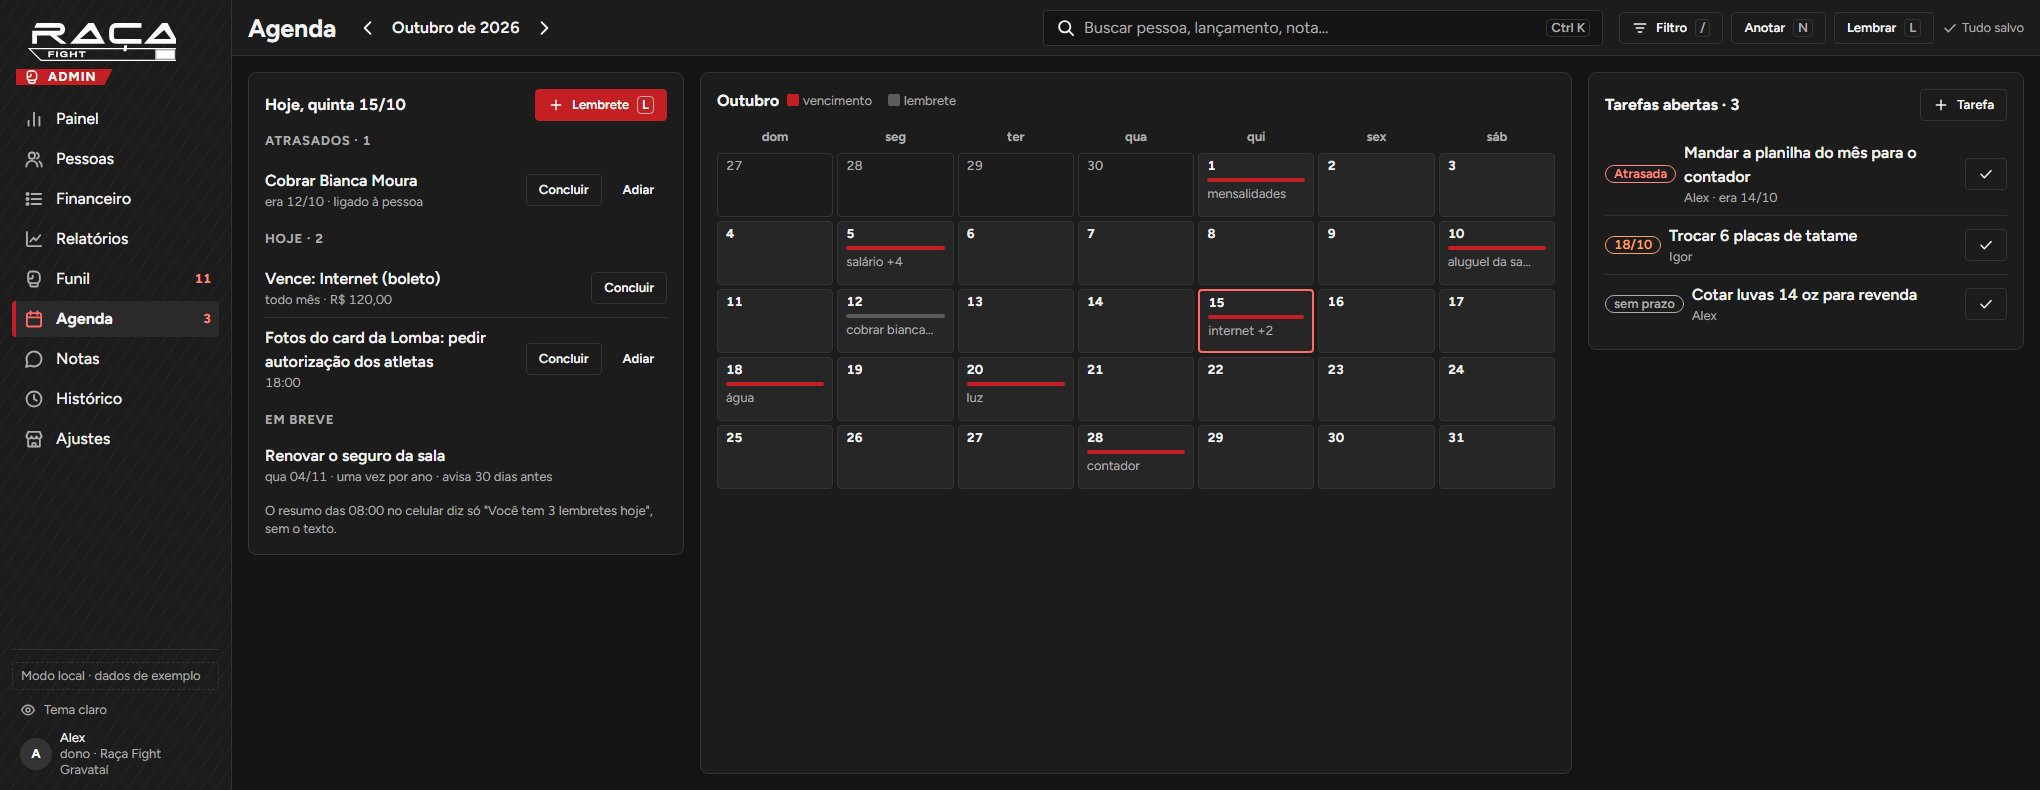 RAÇA
FIGHT
ADMIN
Painel
Pessoas
Financeiro
Relatórios
Funil 11
Agenda 3
Notas
Histórico
Ajustes
Modo local · dados de exemplo
Tema claro
A
Alex
dono · Raça Fight
Gravataí
Agenda
Outubro de 2026
Buscar pessoa, lançamento, nota... Ctrl K
Filtro /
Anotar N
Lembrar L
Tudo salvo
Hoje, quinta 15/10
+ Lembrete L
ATRASADOS · 1
Cobrar Bianca Moura
era 12/10 · ligado à pessoa
Concluir Adiar
HOJE · 2
Vence: Internet (boleto)
todo mês · R$ 120,00
Concluir
Fotos do card da Lomba: pedir
autorização dos atletas
18:00
Concluir Adiar
EM BREVE
Renovar o seguro da sala
qua 04/11 · uma vez por ano · avisa 30 dias antes
O resumo das 08:00 no celular diz só "Você tem 3 lembretes hoje",
sem o texto.
Outubro vencimento lembrete
dom seg ter qua qui sex sáb
27 28 29 30 1 2 3
mensalidades
4 5 6 7 8 9 10
salário +4 aluguel da sa...
11 12 13 14 15 16 17
cobrar bianca... internet +2
18 19 20 21 22 23 24
água luz
25 26 27 28 29 30 31
contador
Tarefas abertas · 3
+ Tarefa
Atrasada
Mandar a planilha do mês para o
contador
Alex · era 14/10
18/10
Trocar 6 placas de tatame
Igor
sem prazo
Cotar luvas 14 oz para revenda
Alex